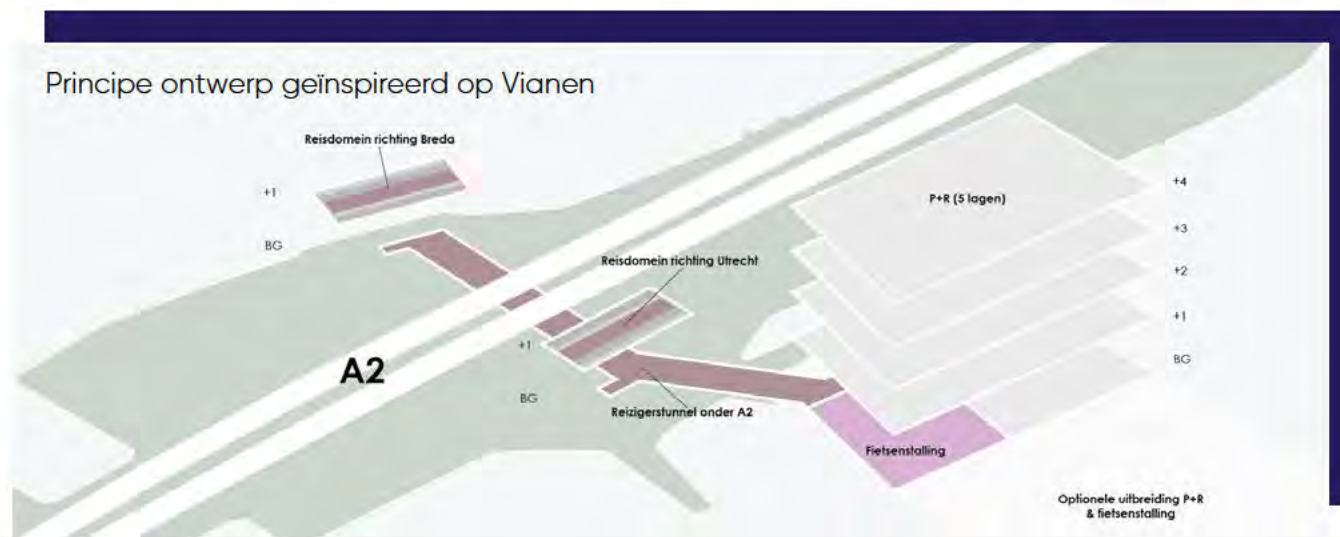 Principe ontwerp geïnspireerd op Vianen
Reisdomein richting Breda
+1
BG
Reisdomein richting Utrecht
+1
BG
A2
Reizigerstunnel onder A2
P+R (5 lagen)
+4
+3
+2
+1
BG
Fietsenstalling
Optionele uitbreiding P+R
& fietsenstalling